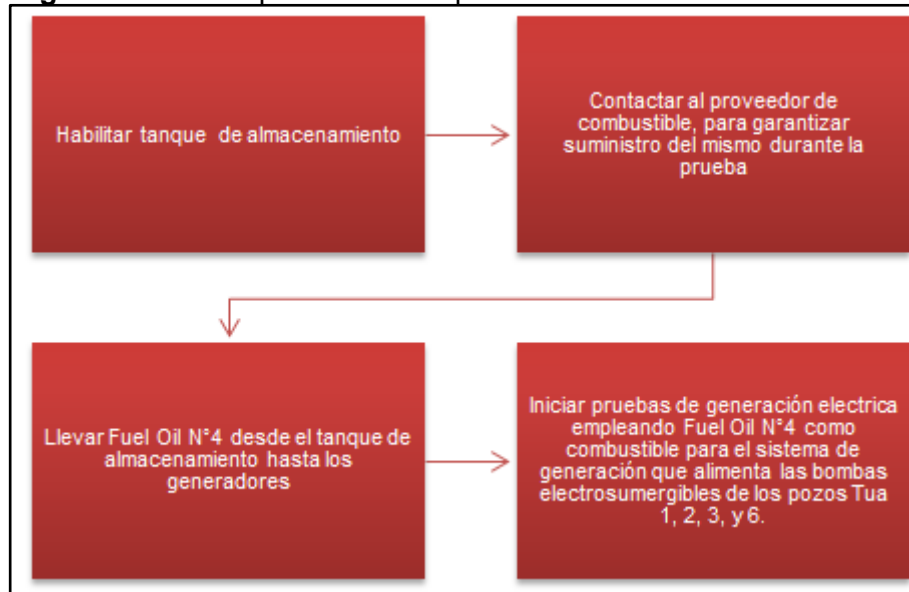 Habilitar tanque de almacenamiento
Contactar al proveedor de
combustible, para garantizar
suministro del mismo durante la
prueba
Llevar Fuel Oil N°4 desde el tanque de
almacenamiento hasta los
generadores
Iniciar pruebas de generación electrica
empleando Fuel Oil N°4 como
combustible para el sistema de
generación que alimenta las bombas
electrosumergibles de los pozos Tua
1, 2, 3, y 6.